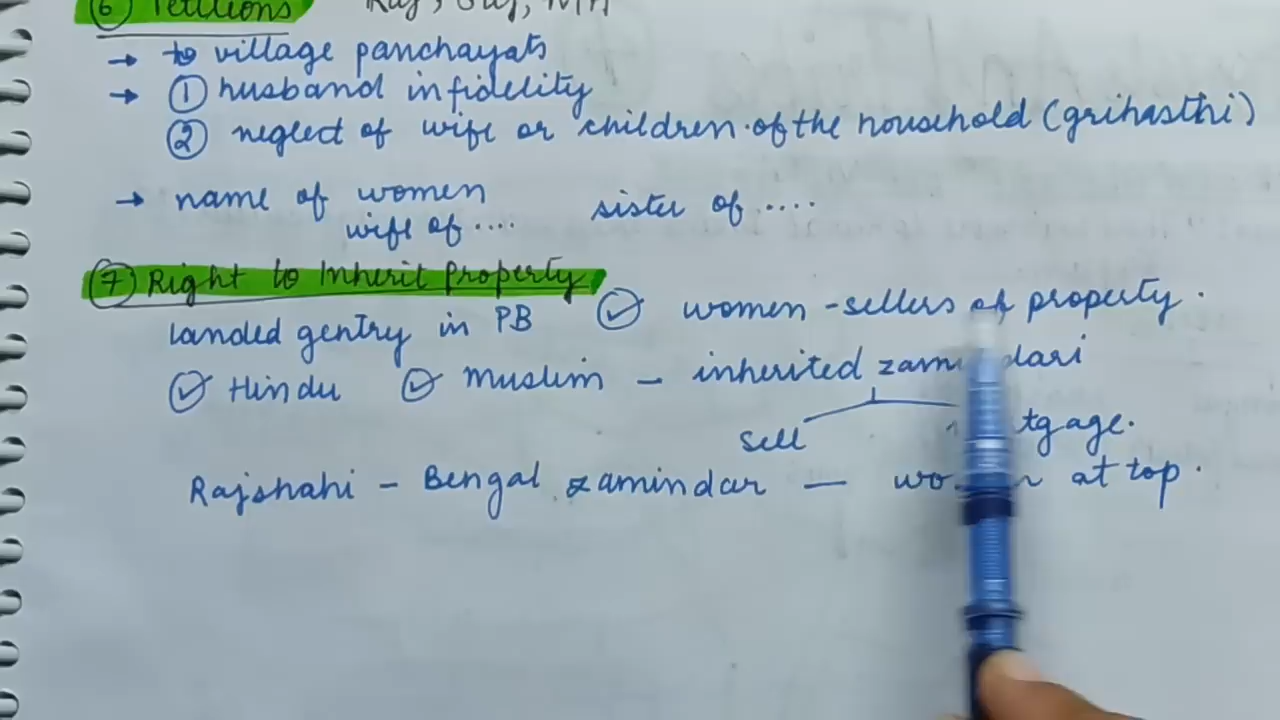 ⑥ Petitions Raj, Guj, MH
→ to village panchayats
→ ① husband infidelity
② neglect of wife or children of the household (grihasthi)
→ name of women sister of ....
wife of ....
⑦ Right to Inherit Property
landed gentry in PB ✓ women - sellers of property.
✓ Hindu ✓ Muslim - inherited
sell
Rajshahi - Bengal zamindar - at top.